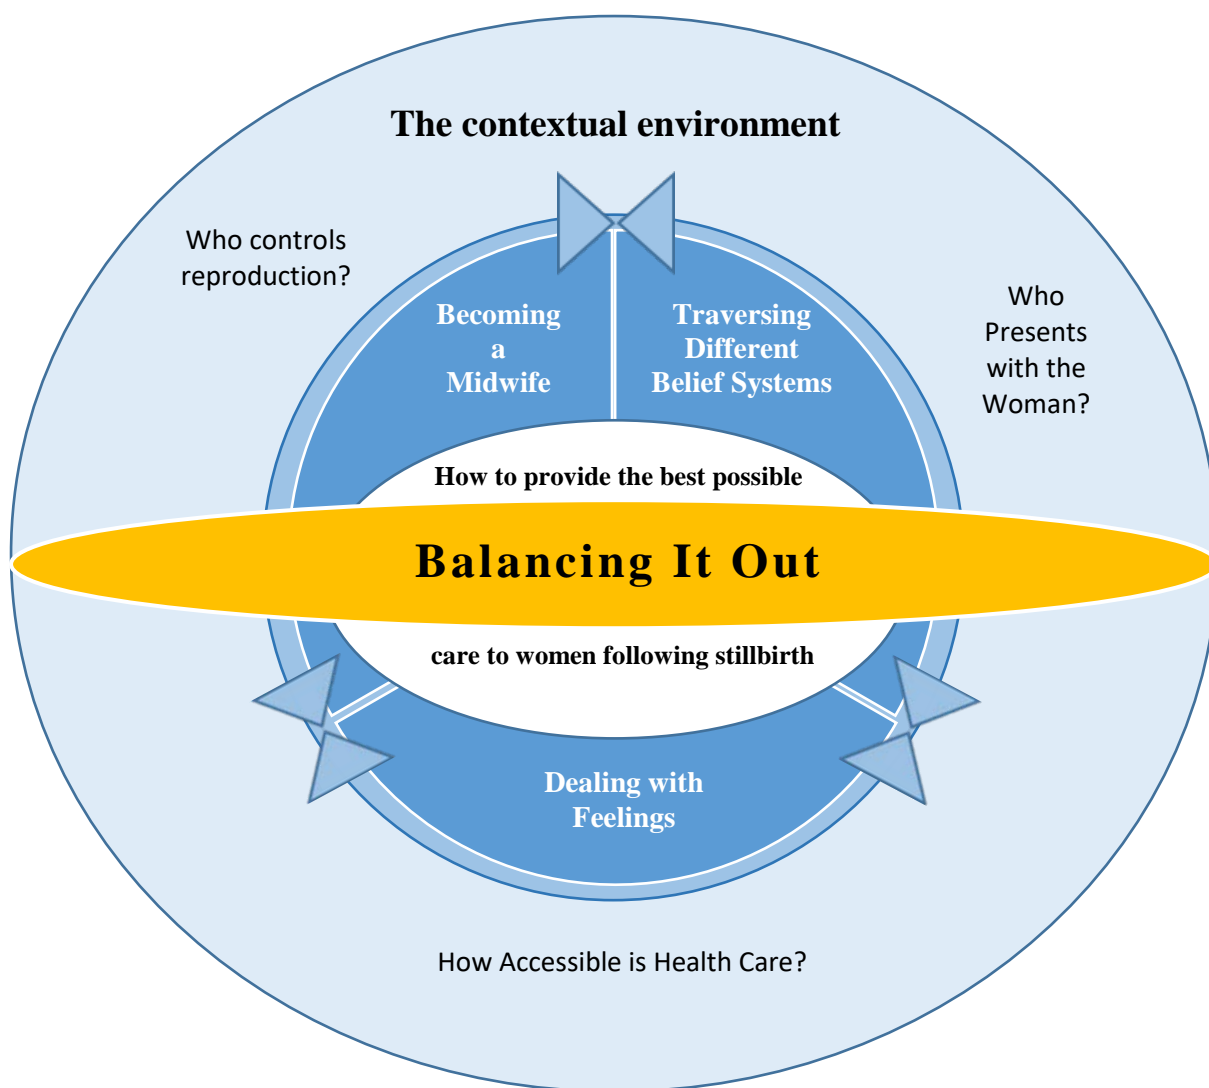 The contextual environment
Who controls
reproduction?
Who
Presents
with the
Woman?
Becoming
a
Midwife
Traversing
Different
Belief Systems
How to provide the best possible
Balancing It Out
care to women following stillbirth
Dealing with
Feelings
How Accessible is Health Care?